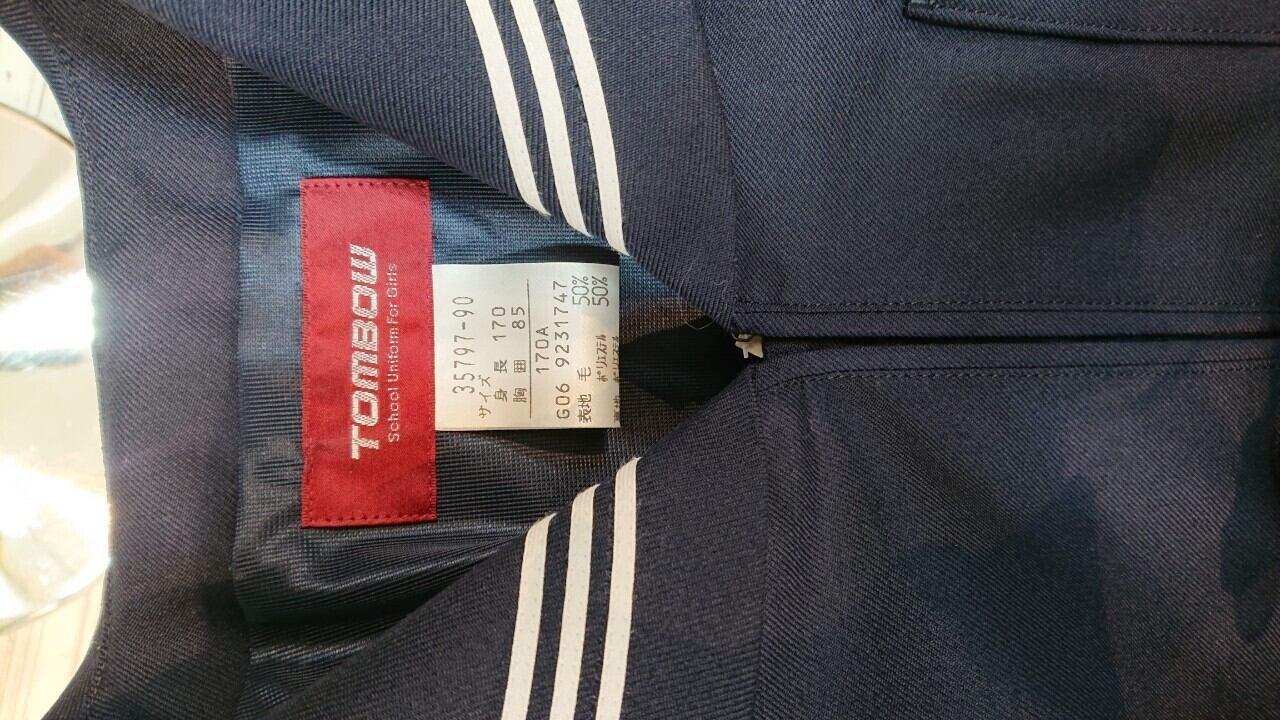 TOMBOW
School Uniform For Girls
35797-90
サイズ
身長 170
胸囲 85
170A
G06 9231747
表地 毛 50%
ポリエステル 50%